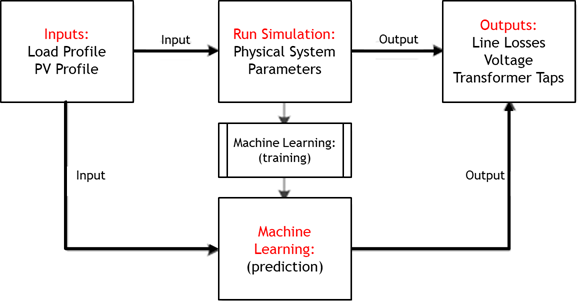 Inputs:
Load Profile
PV Profile
Input
Run Simulation:
Physical System
Parameters
Output
Outputs:
Line Losses
Voltage
Transformer Taps
Machine Learning:
(training)
Input
Output
Machine
Learning:
(prediction)